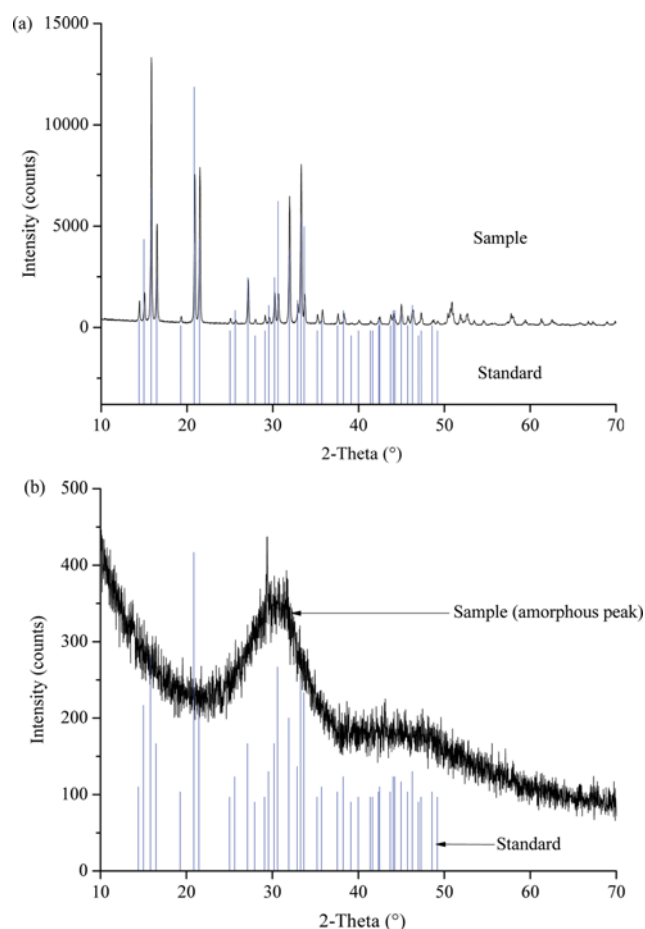 (a)
15000
10000
5000
0
Intensity (counts)
Sample
Standard
10 20 30 40 50 60 70
2-Theta (°)
(b)
500
400
300
200
100
0
Intensity (counts)
Sample (amorphous peak)
Standard
10 20 30 40 50 60 70
2-Theta (°)